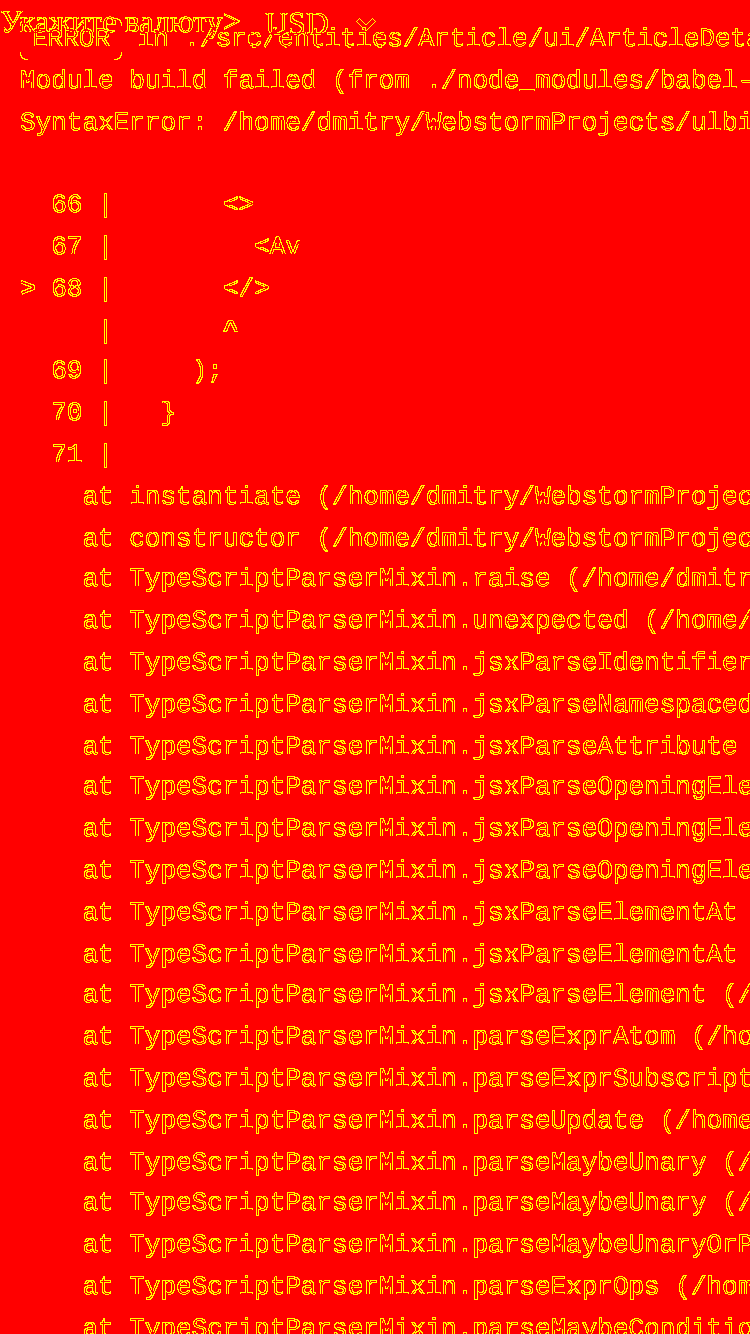 Укажите валюту> USD
ERROR in ./src/entities/Article/ui/ArticleDeta
Module build failed (from ./node_modules/babel-
SyntaxError: /home/dmitry/WebstormProjects/ulbi
66 | <>
67 | <Av
> 68 | </>
| ^
69 | );
70 | }
71 |
at instantiate (/home/dmitry/WebstormProjec
at constructor (/home/dmitry/WebstormProjec
at TypeScriptParserMixin.raise (/home/dmitr
at TypeScriptParserMixin.unexpected (/home/
at TypeScriptParserMixin.jsxParseIdentifier
at TypeScriptParserMixin.jsxParseNamespaced
at TypeScriptParserMixin.jsxParseAttribute
at TypeScriptParserMixin.jsxParseOpeningEle
at TypeScriptParserMixin.jsxParseOpeningEle
at TypeScriptParserMixin.jsxParseOpeningEle
at TypeScriptParserMixin.jsxParseElementAt
at TypeScriptParserMixin.jsxParseElementAt
at TypeScriptParserMixin.jsxParseElement (/
at TypeScriptParserMixin.parseExprAtom (/ho
at TypeScriptParserMixin.parseExprSubscript
at TypeScriptParserMixin.parseUpdate (/home
at TypeScriptParserMixin.parseMaybeUnary (/
at TypeScriptParserMixin.parseMaybeUnary (/
at TypeScriptParserMixin.parseMaybeUnaryOrP
at TypeScriptParserMixin.parseExprOps (/hom
at TypeScriptParserMixin.parseMaybeConditio